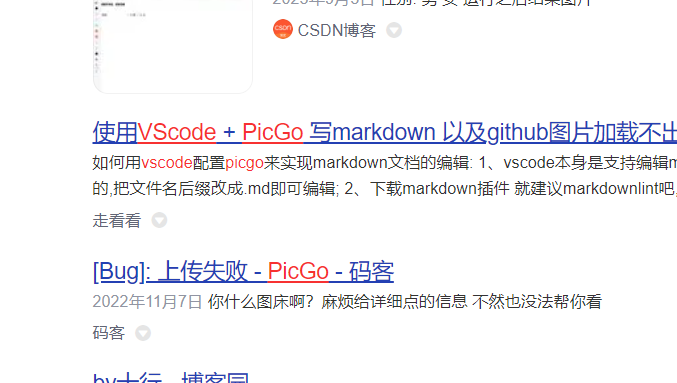 CSDN博客
使用VScode + PicGo 写markdown 以及github图片加载不出
如何用vscode配置picgo来实现markdown文档的编辑: 1、vscode本身是支持编辑m
的,把文件名后缀改成.md即可编辑; 2、下载markdown插件 就建议markdownlint吧,
走看看
[Bug]: 上传失败 - PicGo - 码客
2022年11月7日 你什么图床啊？麻烦给详细点的信息 不然也没法帮你看
码客